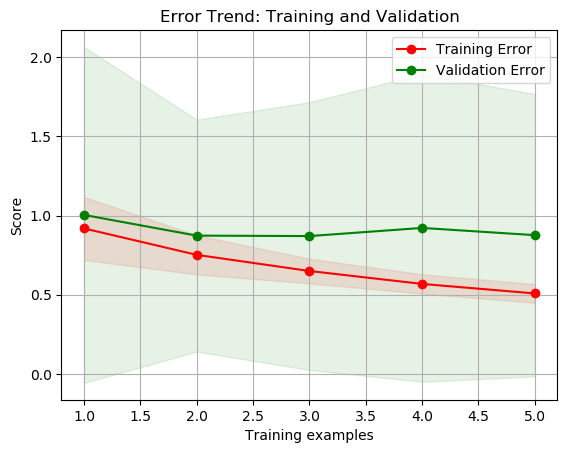 Error Trend: Training and Validation
Training Error
Validation Error
2.0
1.5
1.0
0.5
0.0
Score
1.0 1.5 2.0 2.5 3.0 3.5 4.0 4.5 5.0
Training examples